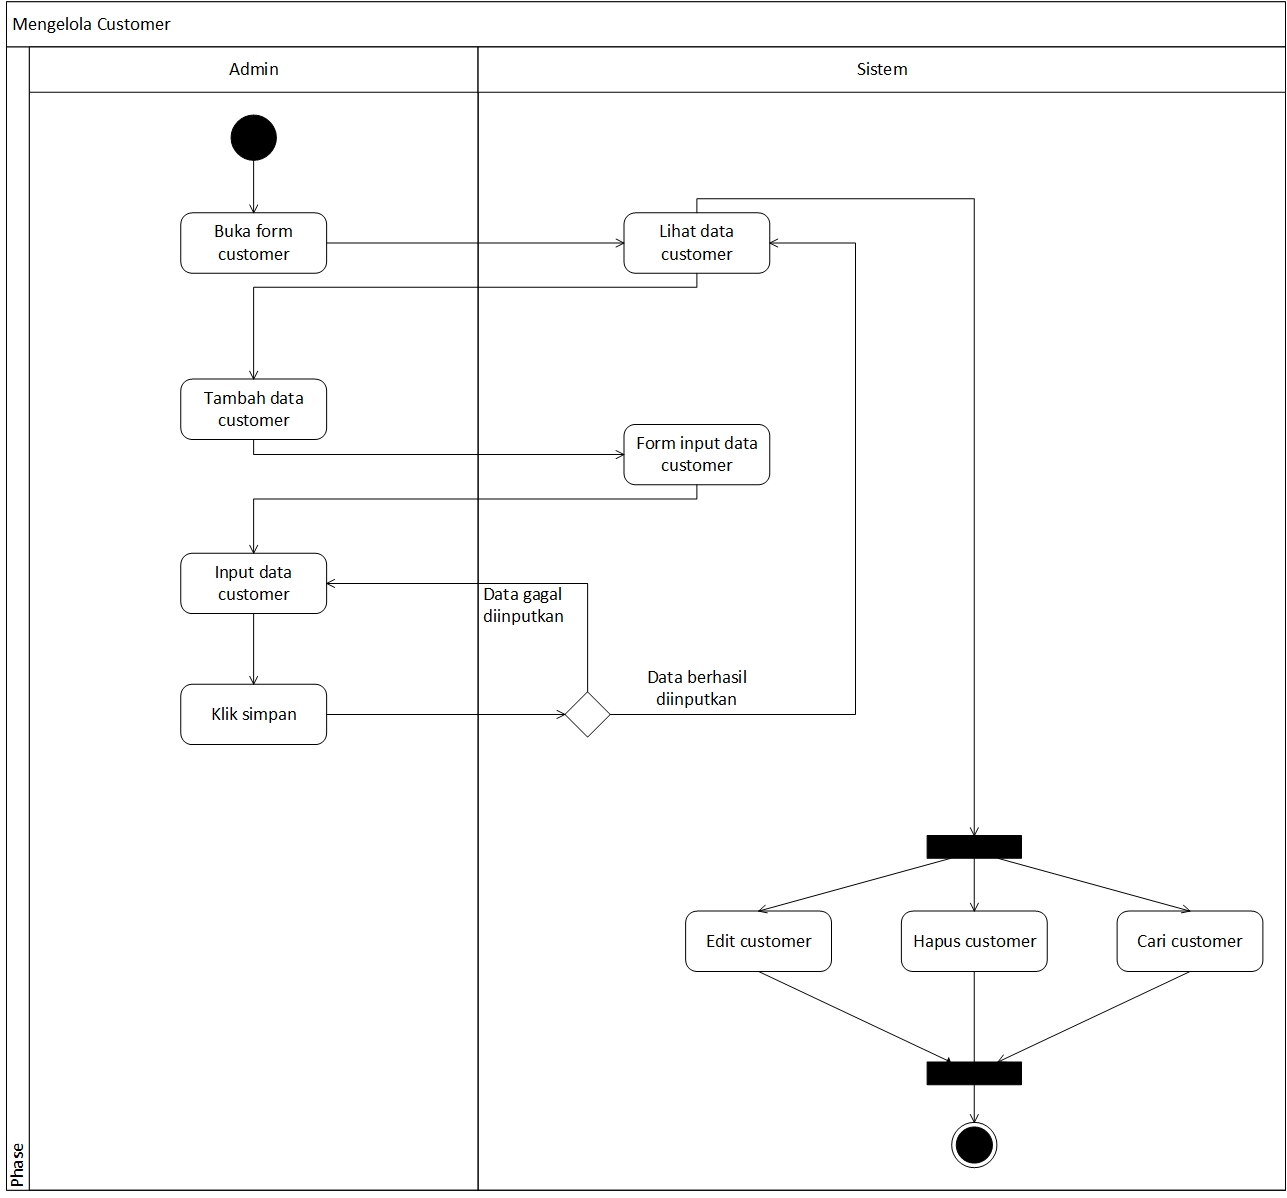 Mengelola Customer
Admin
Sistem
Buka form
customer
Lihat data
customer
Tambah data
customer
Form input data
customer
Input data
customer
Data gagal
diinputkan
Data berhasil
diinputkan
Klik simpan
Edit customer
Hapus customer
Cari customer
Phase